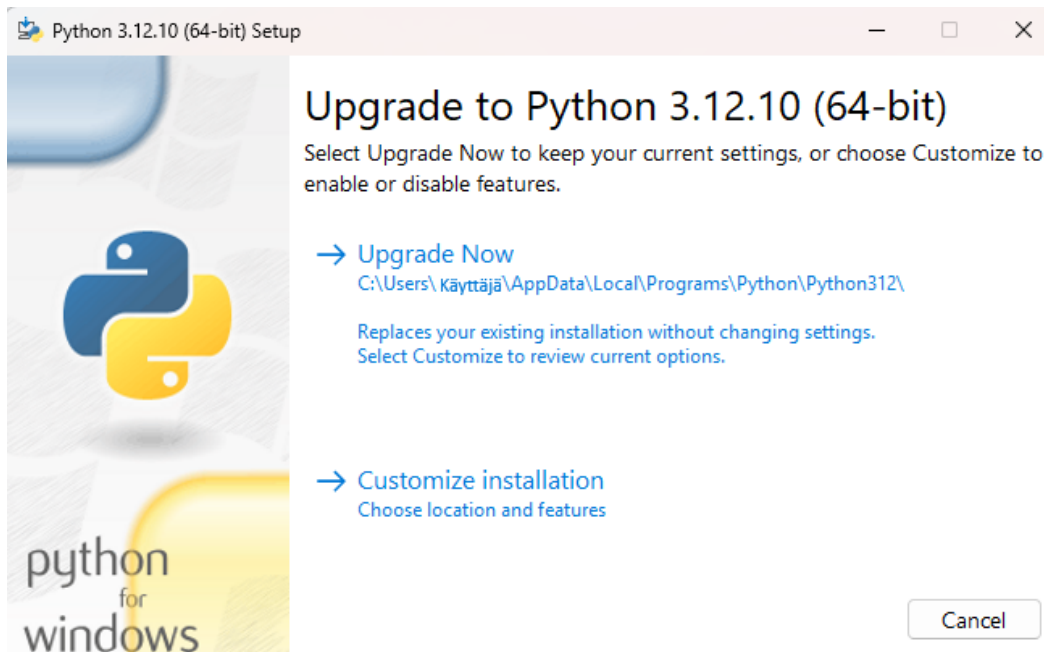 Python 3.12.10 (64-bit) Setup
Upgrade to Python 3.12.10 (64-bit)
Select Upgrade Now to keep your current settings, or choose Customize to
enable or disable features.
Upgrade Now
C:\Users\Käyttäjä\AppData\Local\Programs\Python\Python312\
Replaces your existing installation without changing settings.
Select Customize to review current options.
Customize installation
Choose location and features
python
for
windows
Cancel